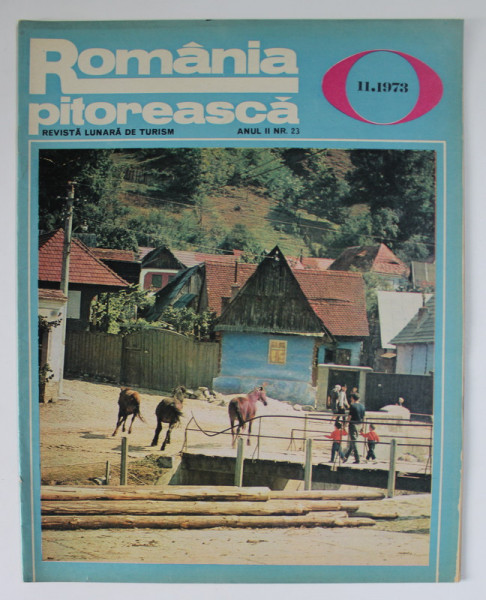 România
pitorească
REVISTĂ LUNARĂ DE TURISM ANUL II NR. 23
11.1973